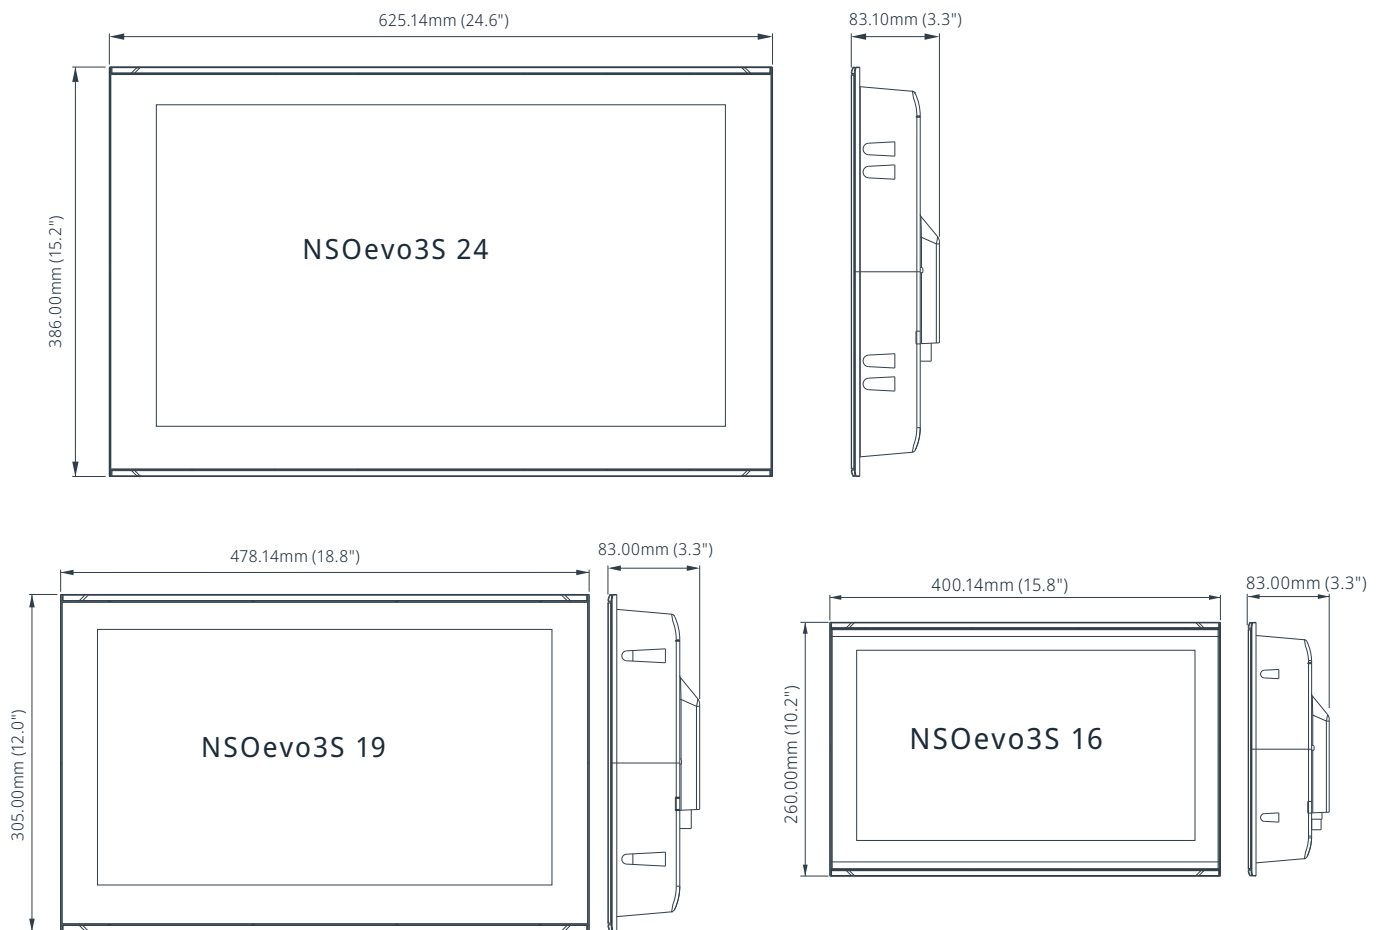 625.14mm (24.6")
83.10mm (3.3")
386.00mm (15.2")
NSOevo3S 24
478.14mm (18.8")
83.00mm (3.3")
305.00mm (12.0")
NSOevo3S 19
400.14mm (15.8")
83.00mm (3.3")
260.00mm (10.2")
NSOevo3S 16